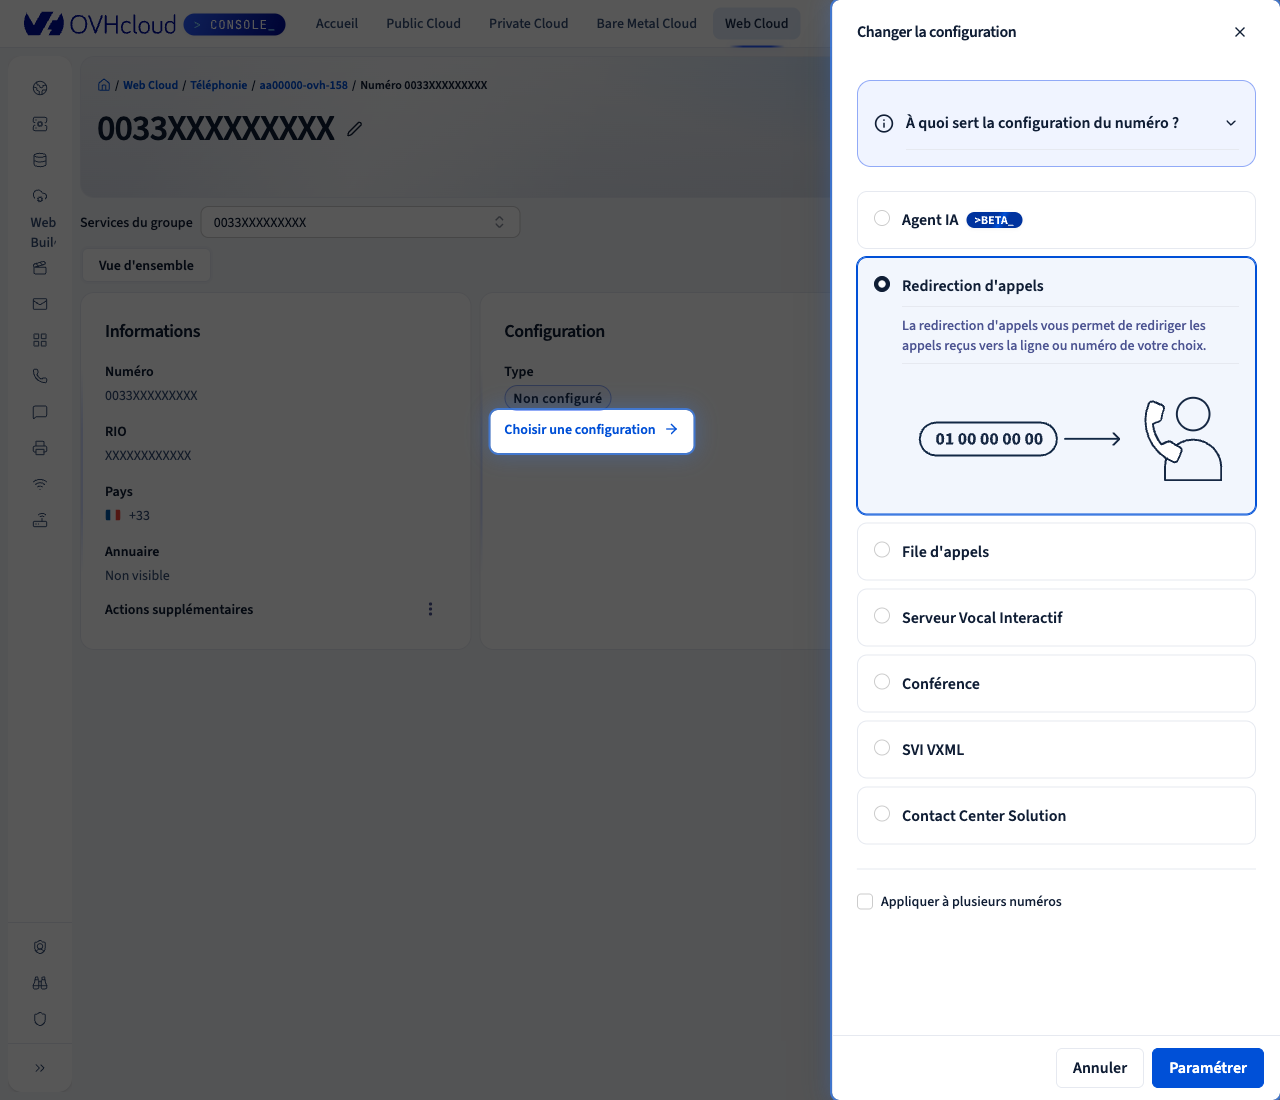 OVHcloud
> CONSOLE_
Accueil
Public Cloud
Private Cloud
Bare Metal Cloud
Web Cloud
/ Web Cloud / Téléphonie / aa00000-ovh-158 / Numéro 0033XXXXXXXXX
0033XXXXXXXXX
Services du groupe
0033XXXXXXXXX
Web
Buil
Vue d'ensemble
Informations
Numéro
0033XXXXXXXXX
RIO
XXXXXXXXXXXX
Pays
+33
Annuaire
Non visible
Actions supplémentaires
Configuration
Type
Non configuré
Choisir une configuration
Changer la configuration
À quoi sert la configuration du numéro ?
Agent IA >BETA_
Redirection d'appels
La redirection d'appels vous permet de rediriger les
appels reçus vers la ligne ou numéro de votre choix.
01 00 00 00 00
File d'appels
Serveur Vocal Interactif
Conférence
SVI VXML
Contact Center Solution
Appliquer à plusieurs numéros
Annuler
Paramétrer